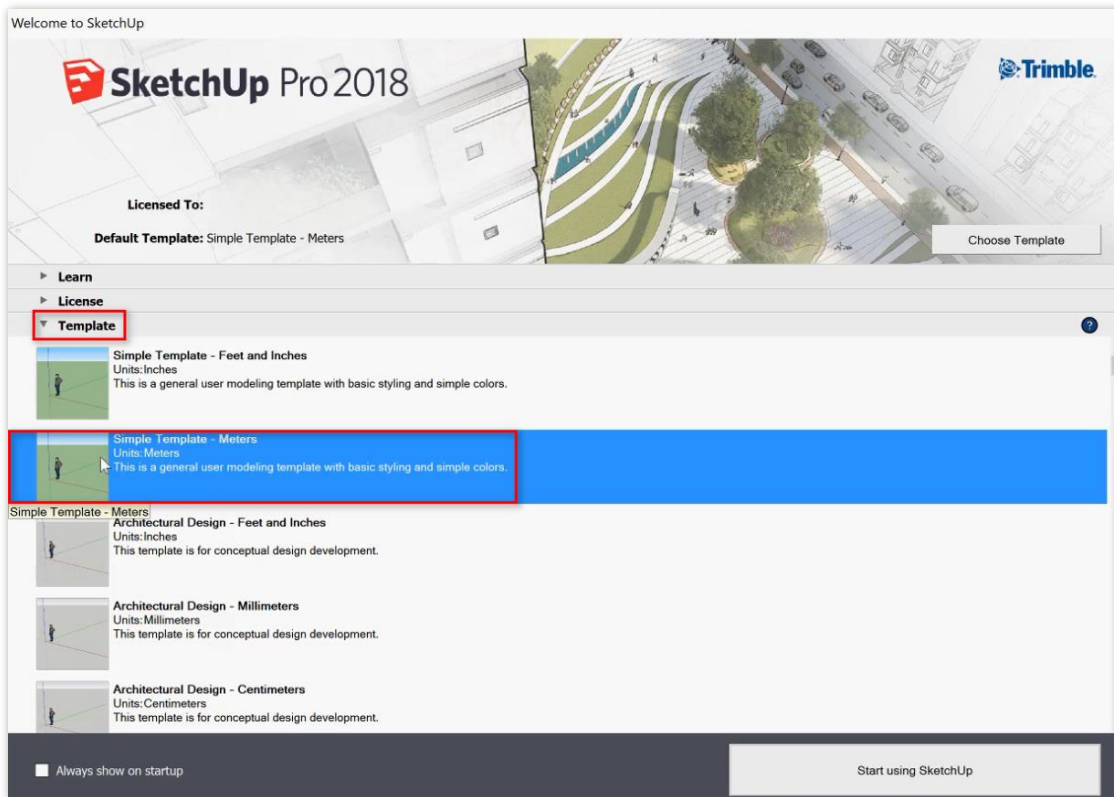 Welcome to SketchUp
SketchUp Pro 2018
Trimble.
Licensed To:
Default Template: Simple Template - Meters
Choose Template
Learn
License
Template
?
Simple Template - Feet and Inches
Units:Inches
This is a general user modeling template with basic styling and simple colors.
Simple Template - Meters
Units:Meters
This is a general user modeling template with basic styling and simple colors.
Simple Template - Meters
Architectural Design - Feet and Inches
Units:Inches
This template is for conceptual design development.
Architectural Design - Millimeters
Units:Millimeters
This template is for conceptual design development.
Architectural Design - Centimeters
Units:Centimeters
This template is for conceptual design development.
Always show on startup
Start using SketchUp